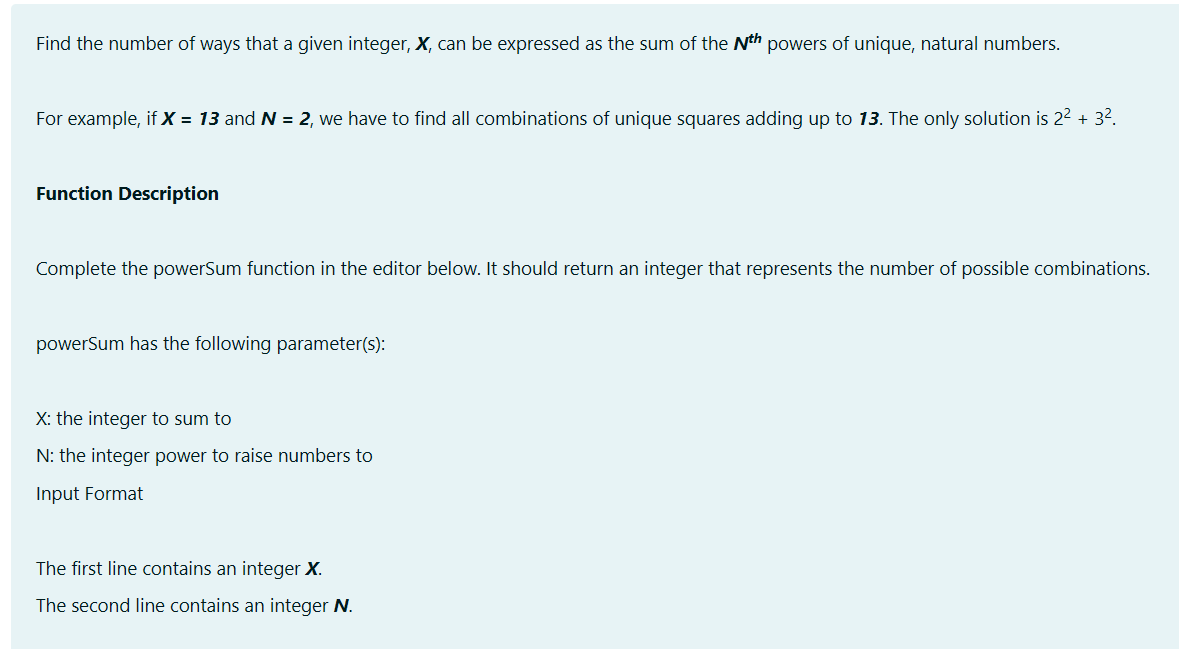 Find the number of ways that a given integer, X, can be expressed as the sum of the Nth powers of unique, natural numbers.
For example, if X = 13 and N = 2, we have to find all combinations of unique squares adding up to 13. The only solution is 2² + 3².
Function Description
Complete the powerSum function in the editor below. It should return an integer that represents the number of possible combinations.
powerSum has the following parameter(s):
X: the integer to sum to
N: the integer power to raise numbers to
Input Format
The first line contains an integer X.
The second line contains an integer N.